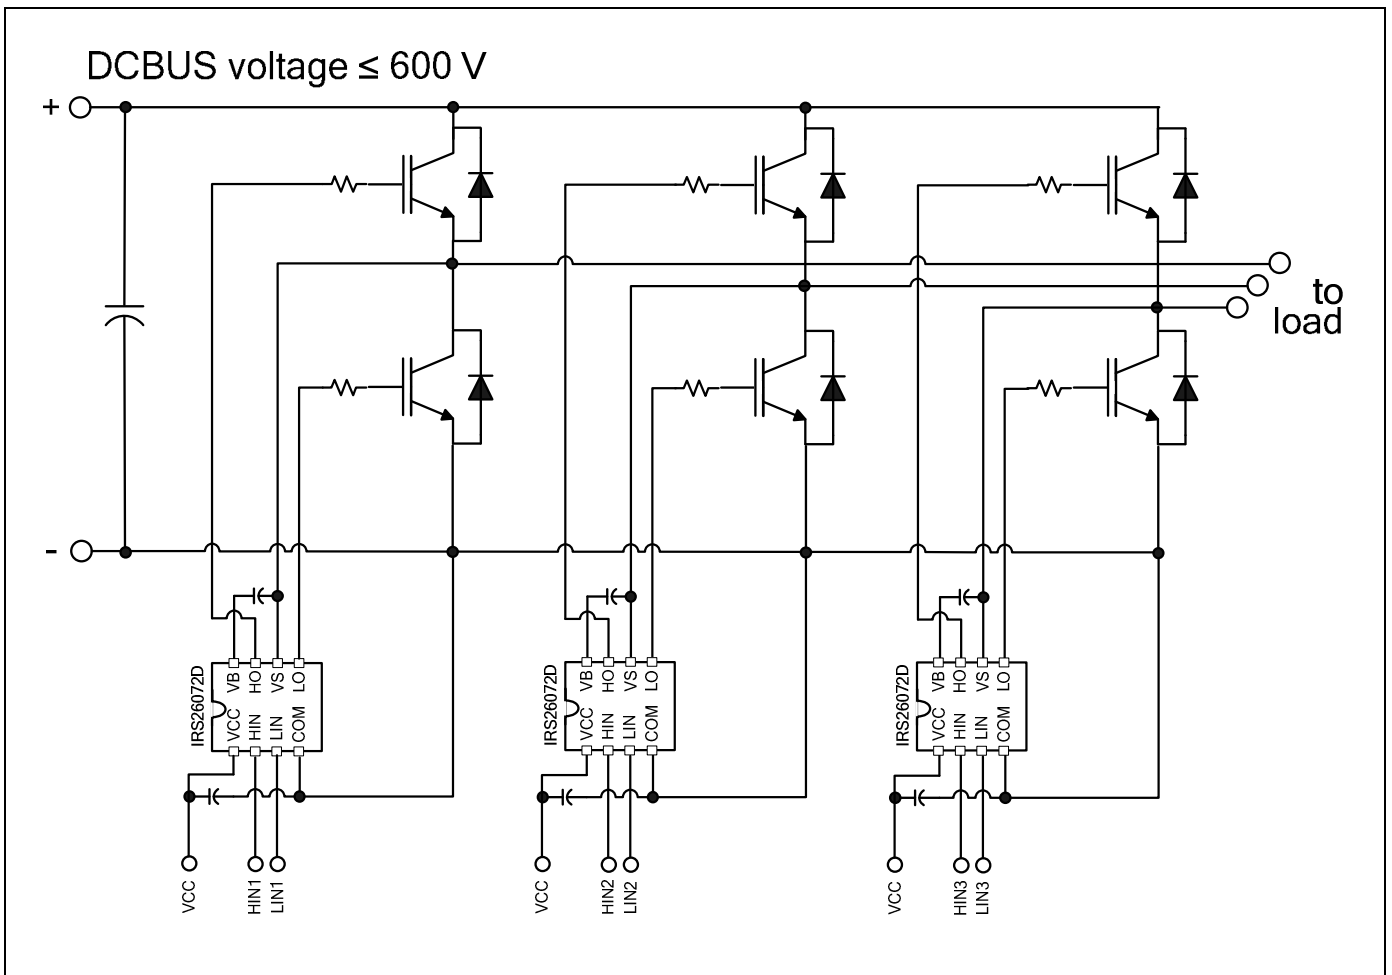 DCBUS voltage ≤ 600 V
+
to
load
-
IRS26072D
VB
HO
VS
LO
VCC
HIN
LIN
COM
IRS26072D
VB
HO
VS
LO
VCC
HIN
LIN
COM
IRS26072D
VB
HO
VS
LO
VCC
HIN
LIN
COM
VCC
HIN1
LIN1
VCC
HIN2
LIN2
VCC
HIN3
LIN3